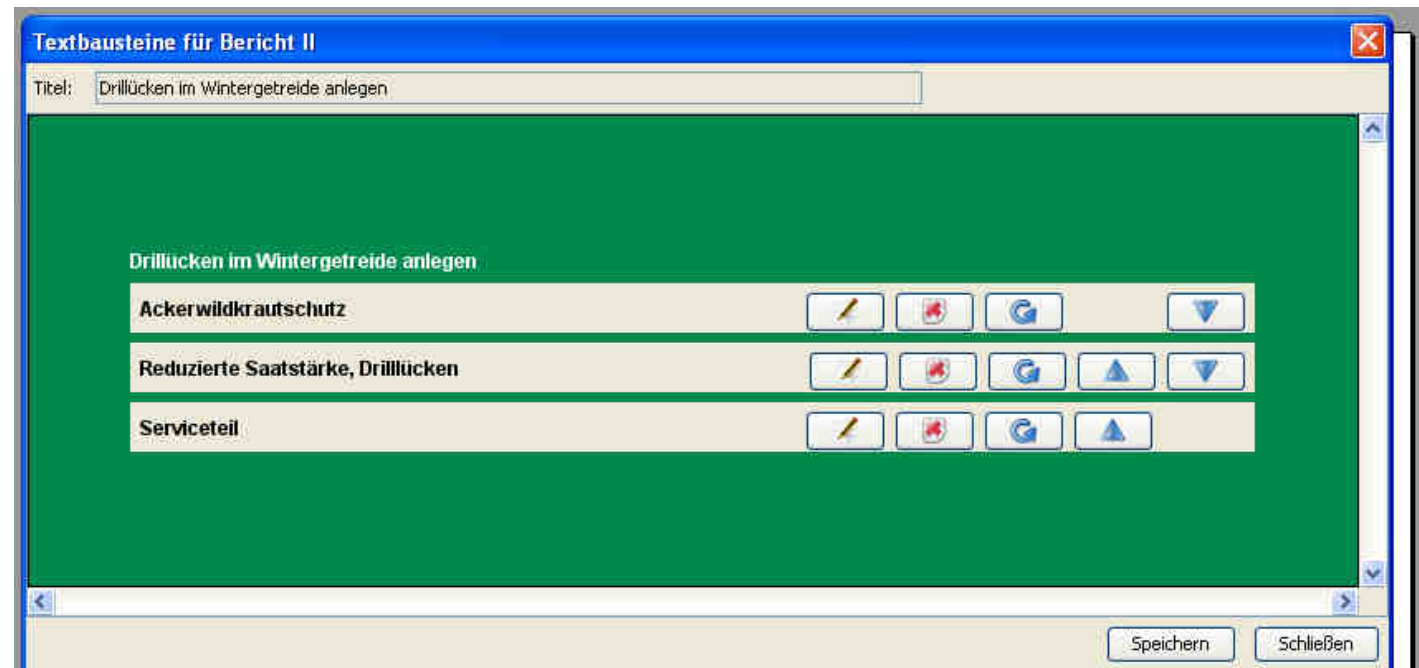 Textbausteine für Bericht II
Titel: Drillücken im Wintergetreide anlegen
Drillücken im Wintergetreide anlegen
Ackerwildkrautschutz
Reduzierte Saatstärke, Drilllücken
Serviceteil
Speichern Schließen